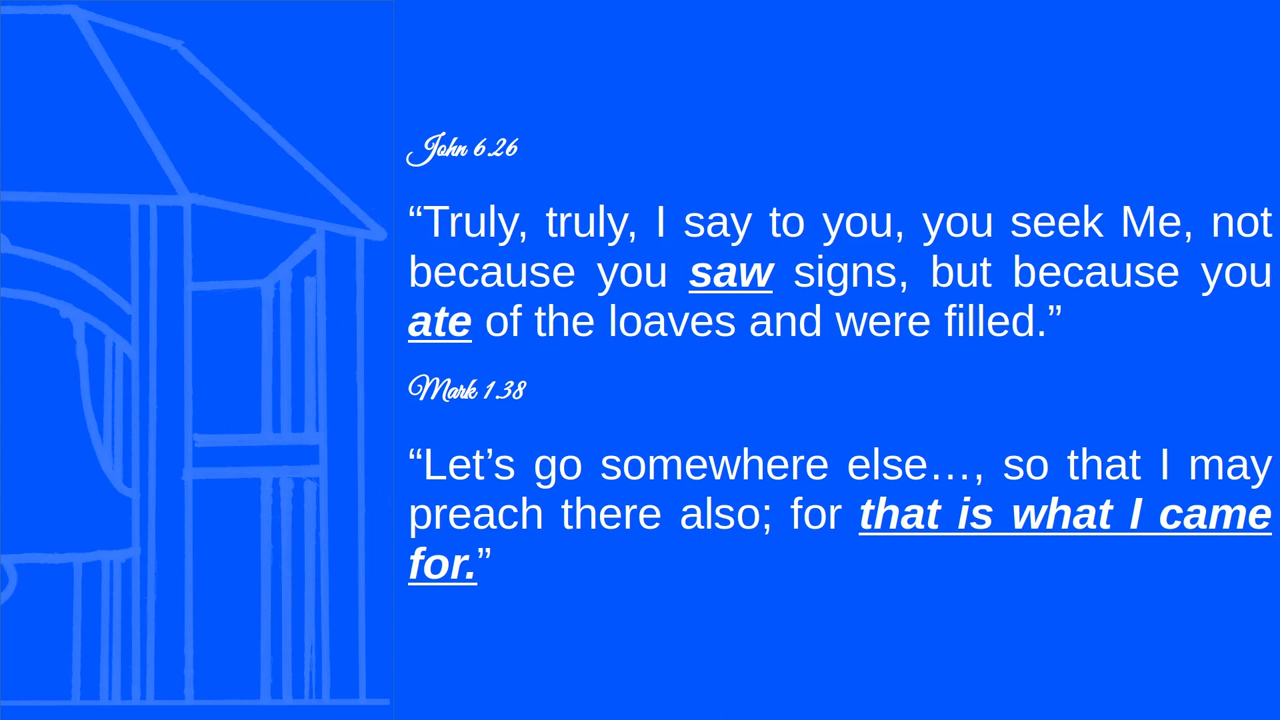 John 6.26
“Truly, truly, I say to you, you seek Me, not
because you saw signs, but because you
ate of the loaves and were filled.”
Mark 1.38
“Let’s go somewhere else…, so that I may
preach there also; for that is what I came
for.”